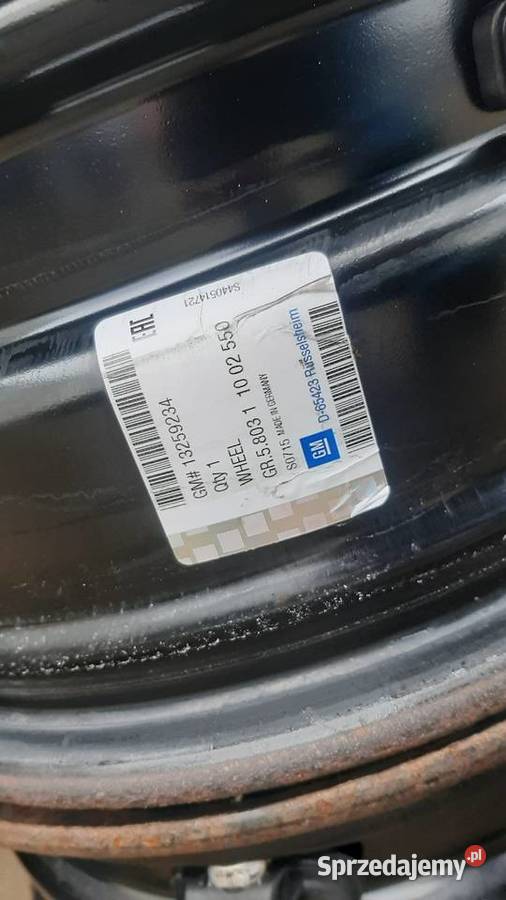 S440514721
EAC
GM# 13259234
Qty 1
WHEEL
GR.5.803 1 10 02 550
S0715 MADE IN GERMANY
GM
D-65423 Rüsselsheim
Sprzedajemy.pl